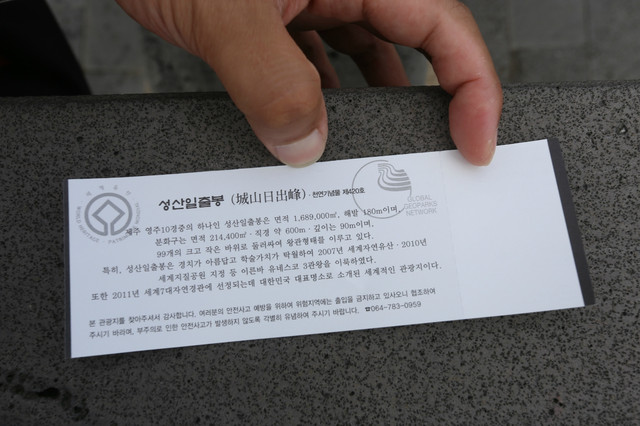 성산일출봉 (城山日出峰) · 천연기념물 제420호
제주 영주10경중의 하나인 성산일출봉은 면적 1,689,000㎡, 해발 180m이며,
분화구는 면적 214,400㎡ · 직경 약 600m · 깊이는 90m이며,
99개의 크고 작은 바위로 둘러싸여 왕관형태를 이루고 있다.
특히, 성산일출봉은 경치가 아름답고 학술가치가 탁월하여 2007년 세계자연유산 · 2010년
세계지질공원 지정 등 이른바 유네스코 3관왕을 이룩하였다.
또한 2011년 세계7대자연경관에 선정되는데 대한민국 대표명소로 소개된 세계적인 관광지이다.
본 관광지를 찾아주셔서 감사합니다. 여러분의 안전사고 예방을 위하여 위험지역에는 출입을 금지하고 있사오니 협조하여
주시기 바라며, 부주의로 인한 안전사고가 발생하지 않도록 각별히 유념하여 주시기 바랍니다. ☎064-783-0959
GLOBAL
GEOPARKS
NETWORK
세계유산
WORLD HERITAGE
PATRIMOINE MONDIAL